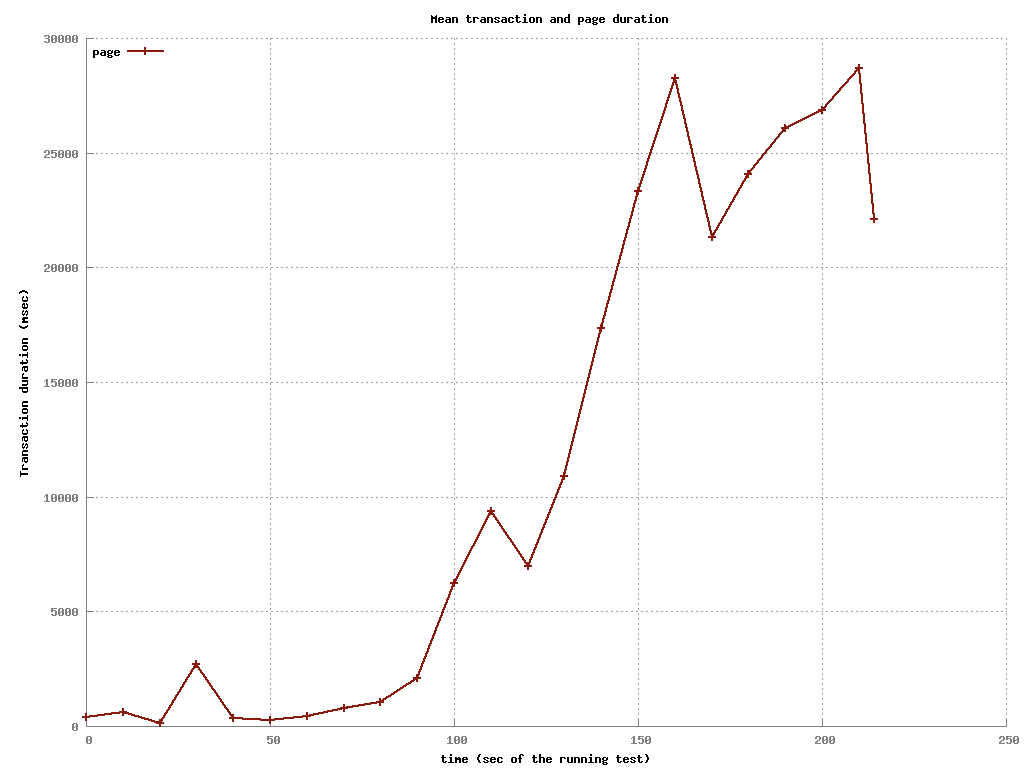 Mean transaction and page duration
30000
page
25000
20000
15000
10000
5000
0
0 50 100 150 200 250
Transaction duration (msec)
time (sec of the running test)